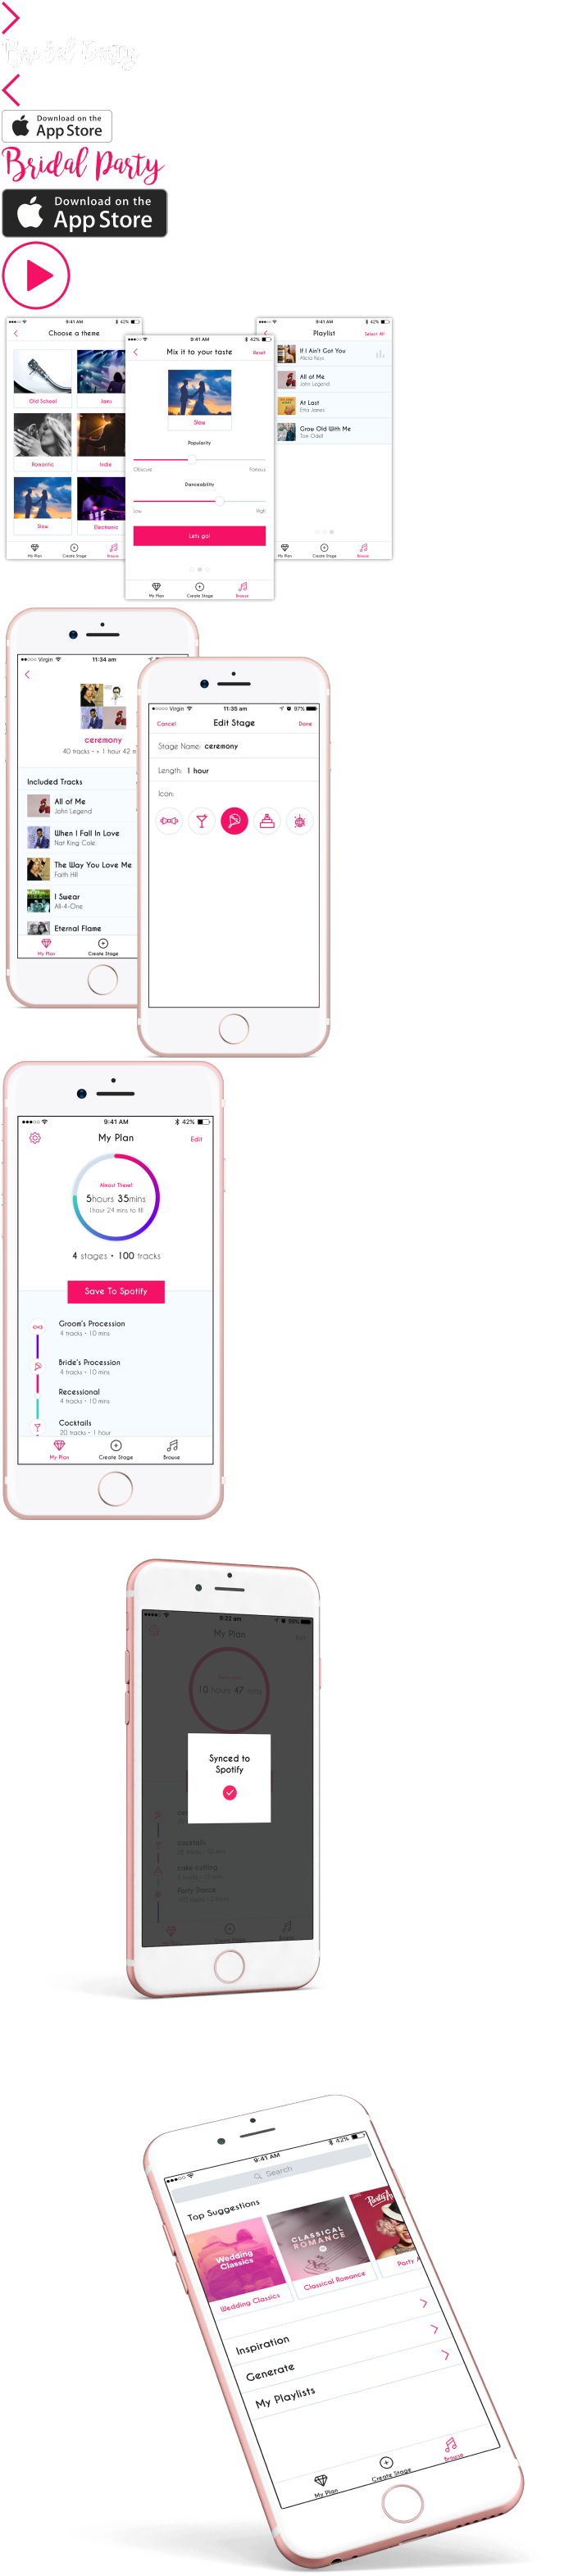 Bridal Party
Download on the
App Store
Bridal Party
Download on the
App Store
9:41 AM 42%
Choose a theme
Old School
Jams
Romantic
Indie
Slow
Electronic
My Plan Create Stage Browse
9:41 AM 42%
Mix it to your taste Reset
Slow
Popularity
Obscure Famous
Danceability
Low High
Lets go!
My Plan Create Stage Browse
9:41 AM 42%
Playlist Select All
If I Ain't Got You
Alicia Keys
All of Me
John Legend
At Last
Etta James
Grow Old With Me
Tom Odell
My Plan Create Stage Browse
Virgin 11:34 am
ceremony
40 tracks • + 1 hour 42 m
Included Tracks
All of Me
John Legend
When I Fall In Love
Nat King Cole
The Way You Love Me
Faith Hill
I Swear
All-4-One
Eternal Flame
My Plan Create Stage
Virgin 11:35 am 97%
Cancel Edit Stage Done
Stage Name: ceremony
Length: 1 hour
Icon:
9:41 AM 42%
My Plan Edit
Almost There!
5hours 35mins
1hour 24 mins to fill
4 stages • 100 tracks
Save To Spotify
Groom's Procession
4 tracks • 10 mins
Bride's Procession
4 tracks • 10 mins
Recessional
4 tracks • 10 mins
Cocktails
20 tracks • 1 hour
My Plan Create Stage Browse
9:22 am 98%
My Plan Edit
10 hours 47 mins
Synced to
Spotify
cocktails
cake cutting
Party Dance
My Plan Create Stage Browse
9:41 AM 42%
Search
Top Suggestions
Wedding
Classics
CLASSICAL
ROMANCE
Wedding Classics
Classical Romance
Party
Inspiration
Generate
My Playlists
My Plan Create Stage Browse